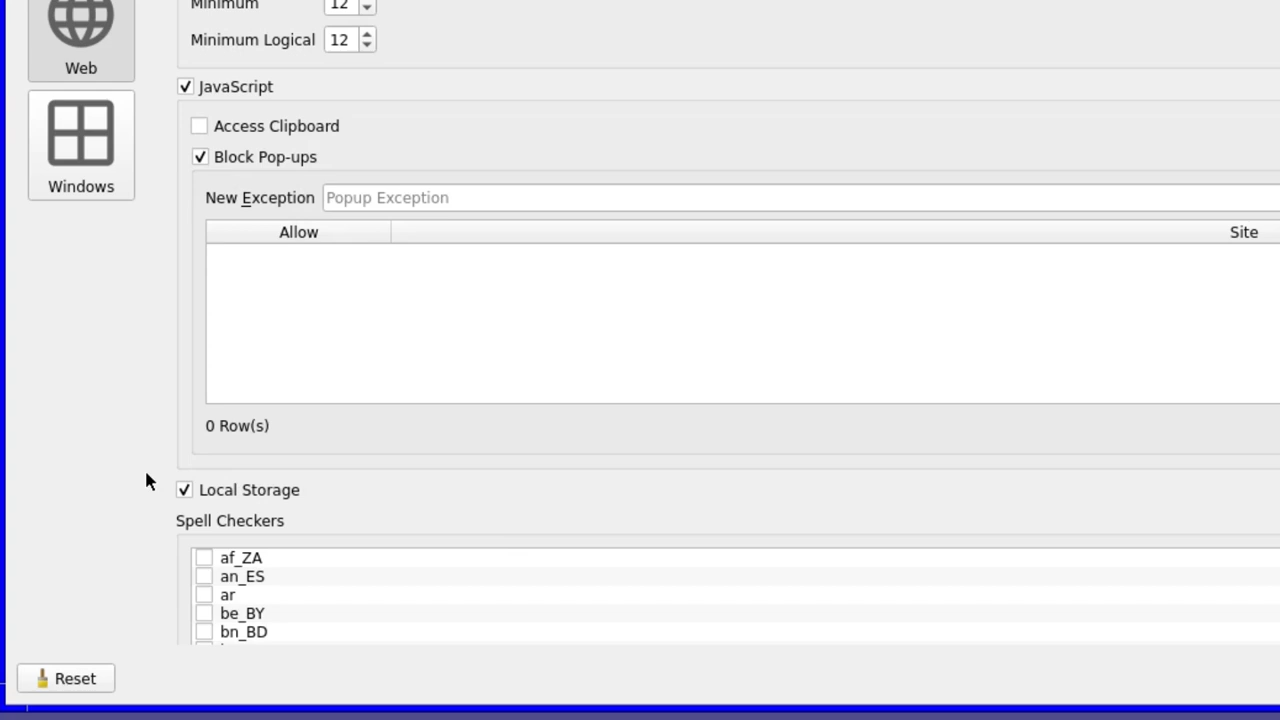 Minimum 12
Minimum Logical 12
Web
JavaScript
Access Clipboard
Block Pop-ups
Windows
New Exception Popup Exception
Allow Site
0 Row(s)
Local Storage
Spell Checkers
af_ZA
an_ES
ar
be_BY
bn_BD
Reset